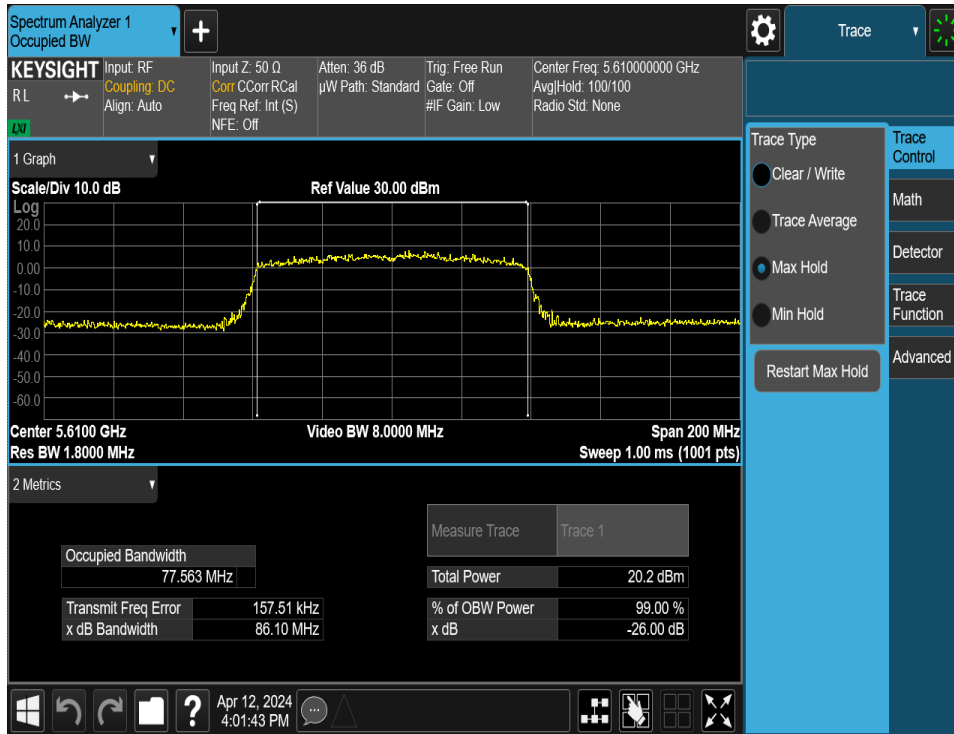 Spectrum Analyzer 1
Occupied BW
Trace
KEYSIGHT
R L
LXI
Input: RF
Coupling: DC
Align: Auto
Input Z: 50 Ω
Corr CCorr RCal
Freq Ref: Int (S)
NFE: Off
Atten: 36 dB
µW Path: Standard
Trig: Free Run
Gate: Off
#IF Gain: Low
Center Freq: 5.610000000 GHz
Avg|Hold: 100/100
Radio Std: None
1 Graph
Scale/Div 10.0 dB
Ref Value 30.00 dBm
Log
20.0
10.0
0.00
-10.0
-20.0
-30.0
-40.0
-50.0
-60.0
Center 5.6100 GHz
Video BW 8.0000 MHz
Span 200 MHz
Res BW 1.8000 MHz
Sweep 1.00 ms (1001 pts)
2 Metrics
Measure Trace
Trace 1
Occupied Bandwidth
77.563 MHz
Total Power
20.2 dBm
Transmit Freq Error
157.51 kHz
% of OBW Power
99.00 %
x dB Bandwidth
86.10 MHz
x dB
-26.00 dB
Trace Type
Clear / Write
Trace Average
Max Hold
Min Hold
Restart Max Hold
Trace
Control
Math
Detector
Trace
Function
Advanced
?
Apr 12, 2024
4:01:43 PM